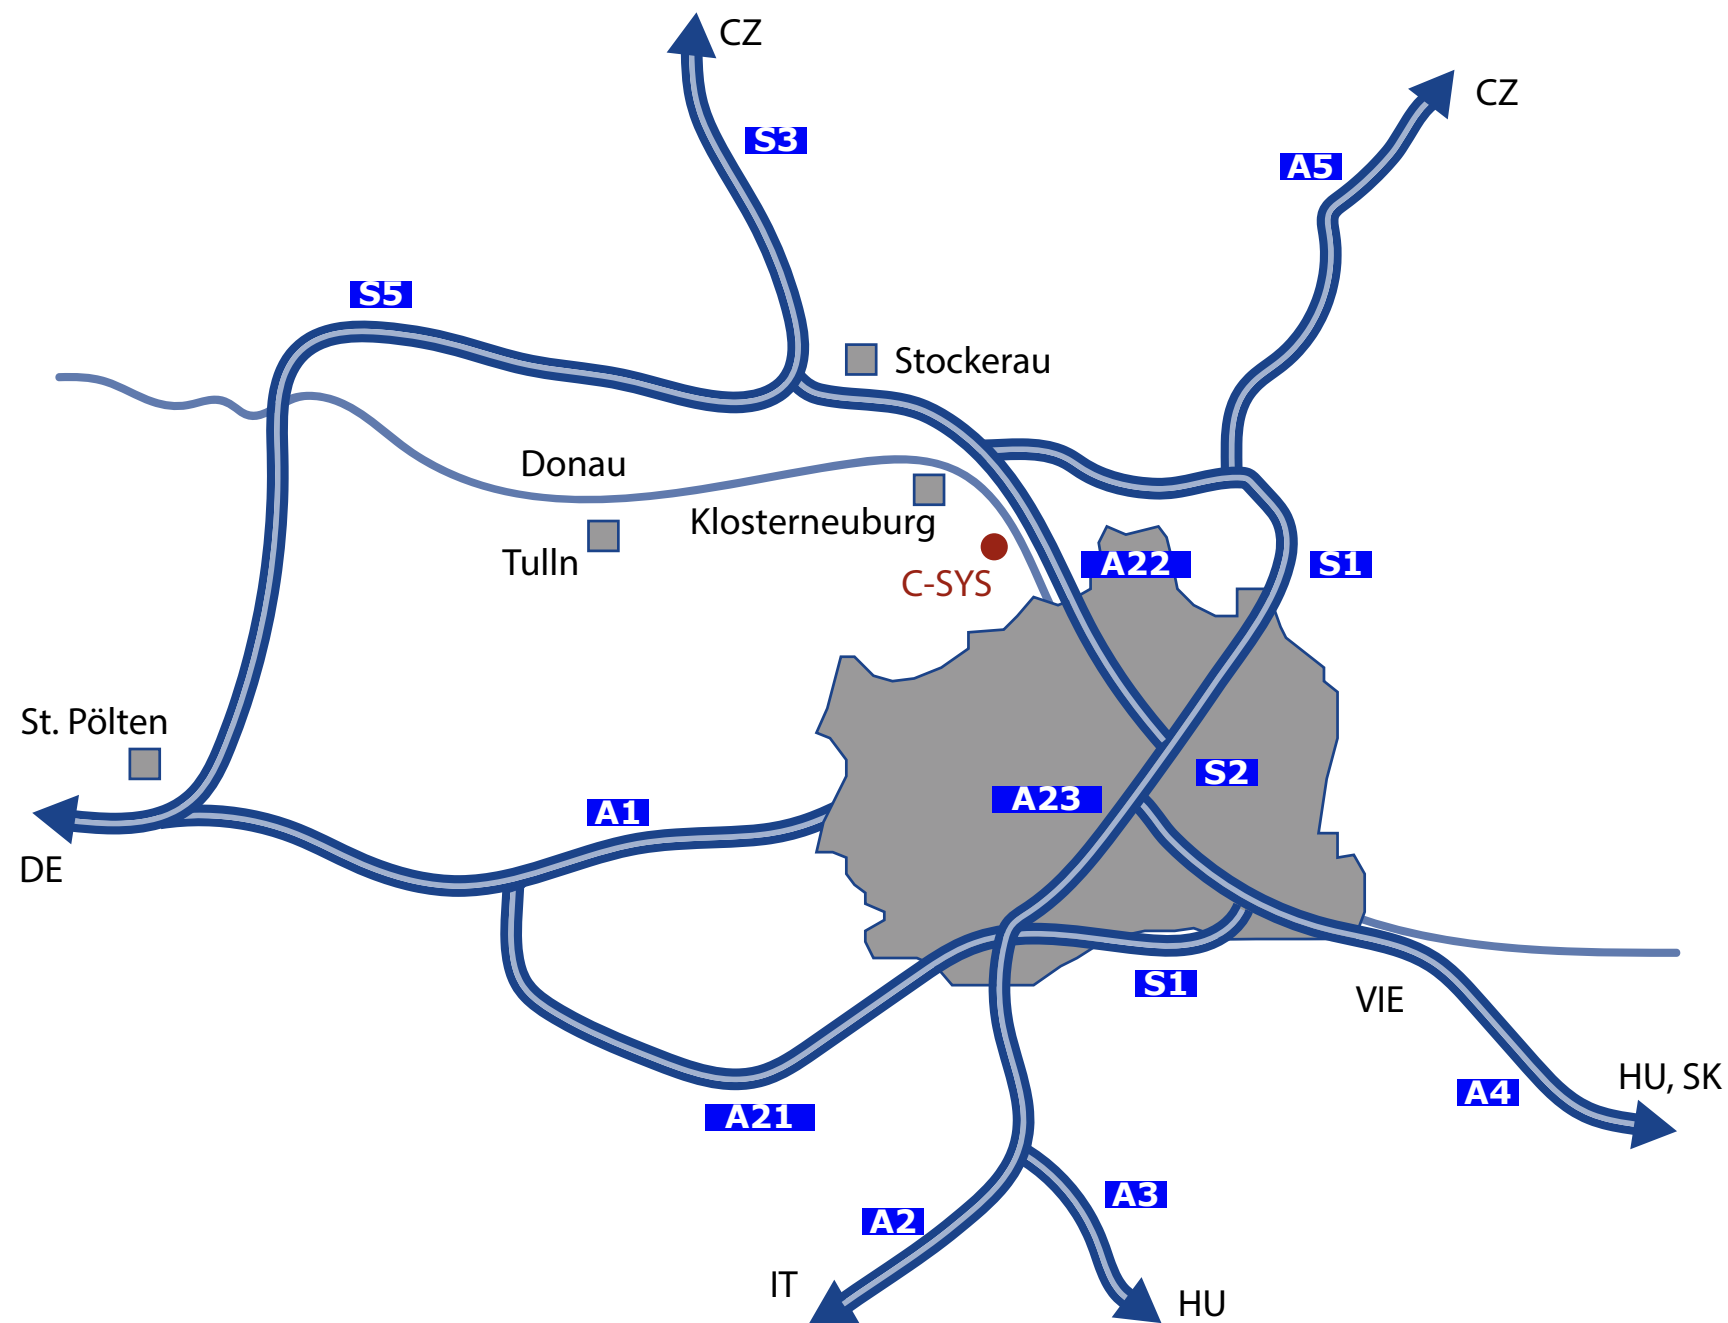 CZ
CZ
S3
A5
S5
Stockerau
Donau
Klosterneuburg
Tulln
A22
S1
C-SYS
St. Pölten
S2
A23
A1
DE
S1
VIE
HU, SK
A4
A21
A3
A2
IT
HU